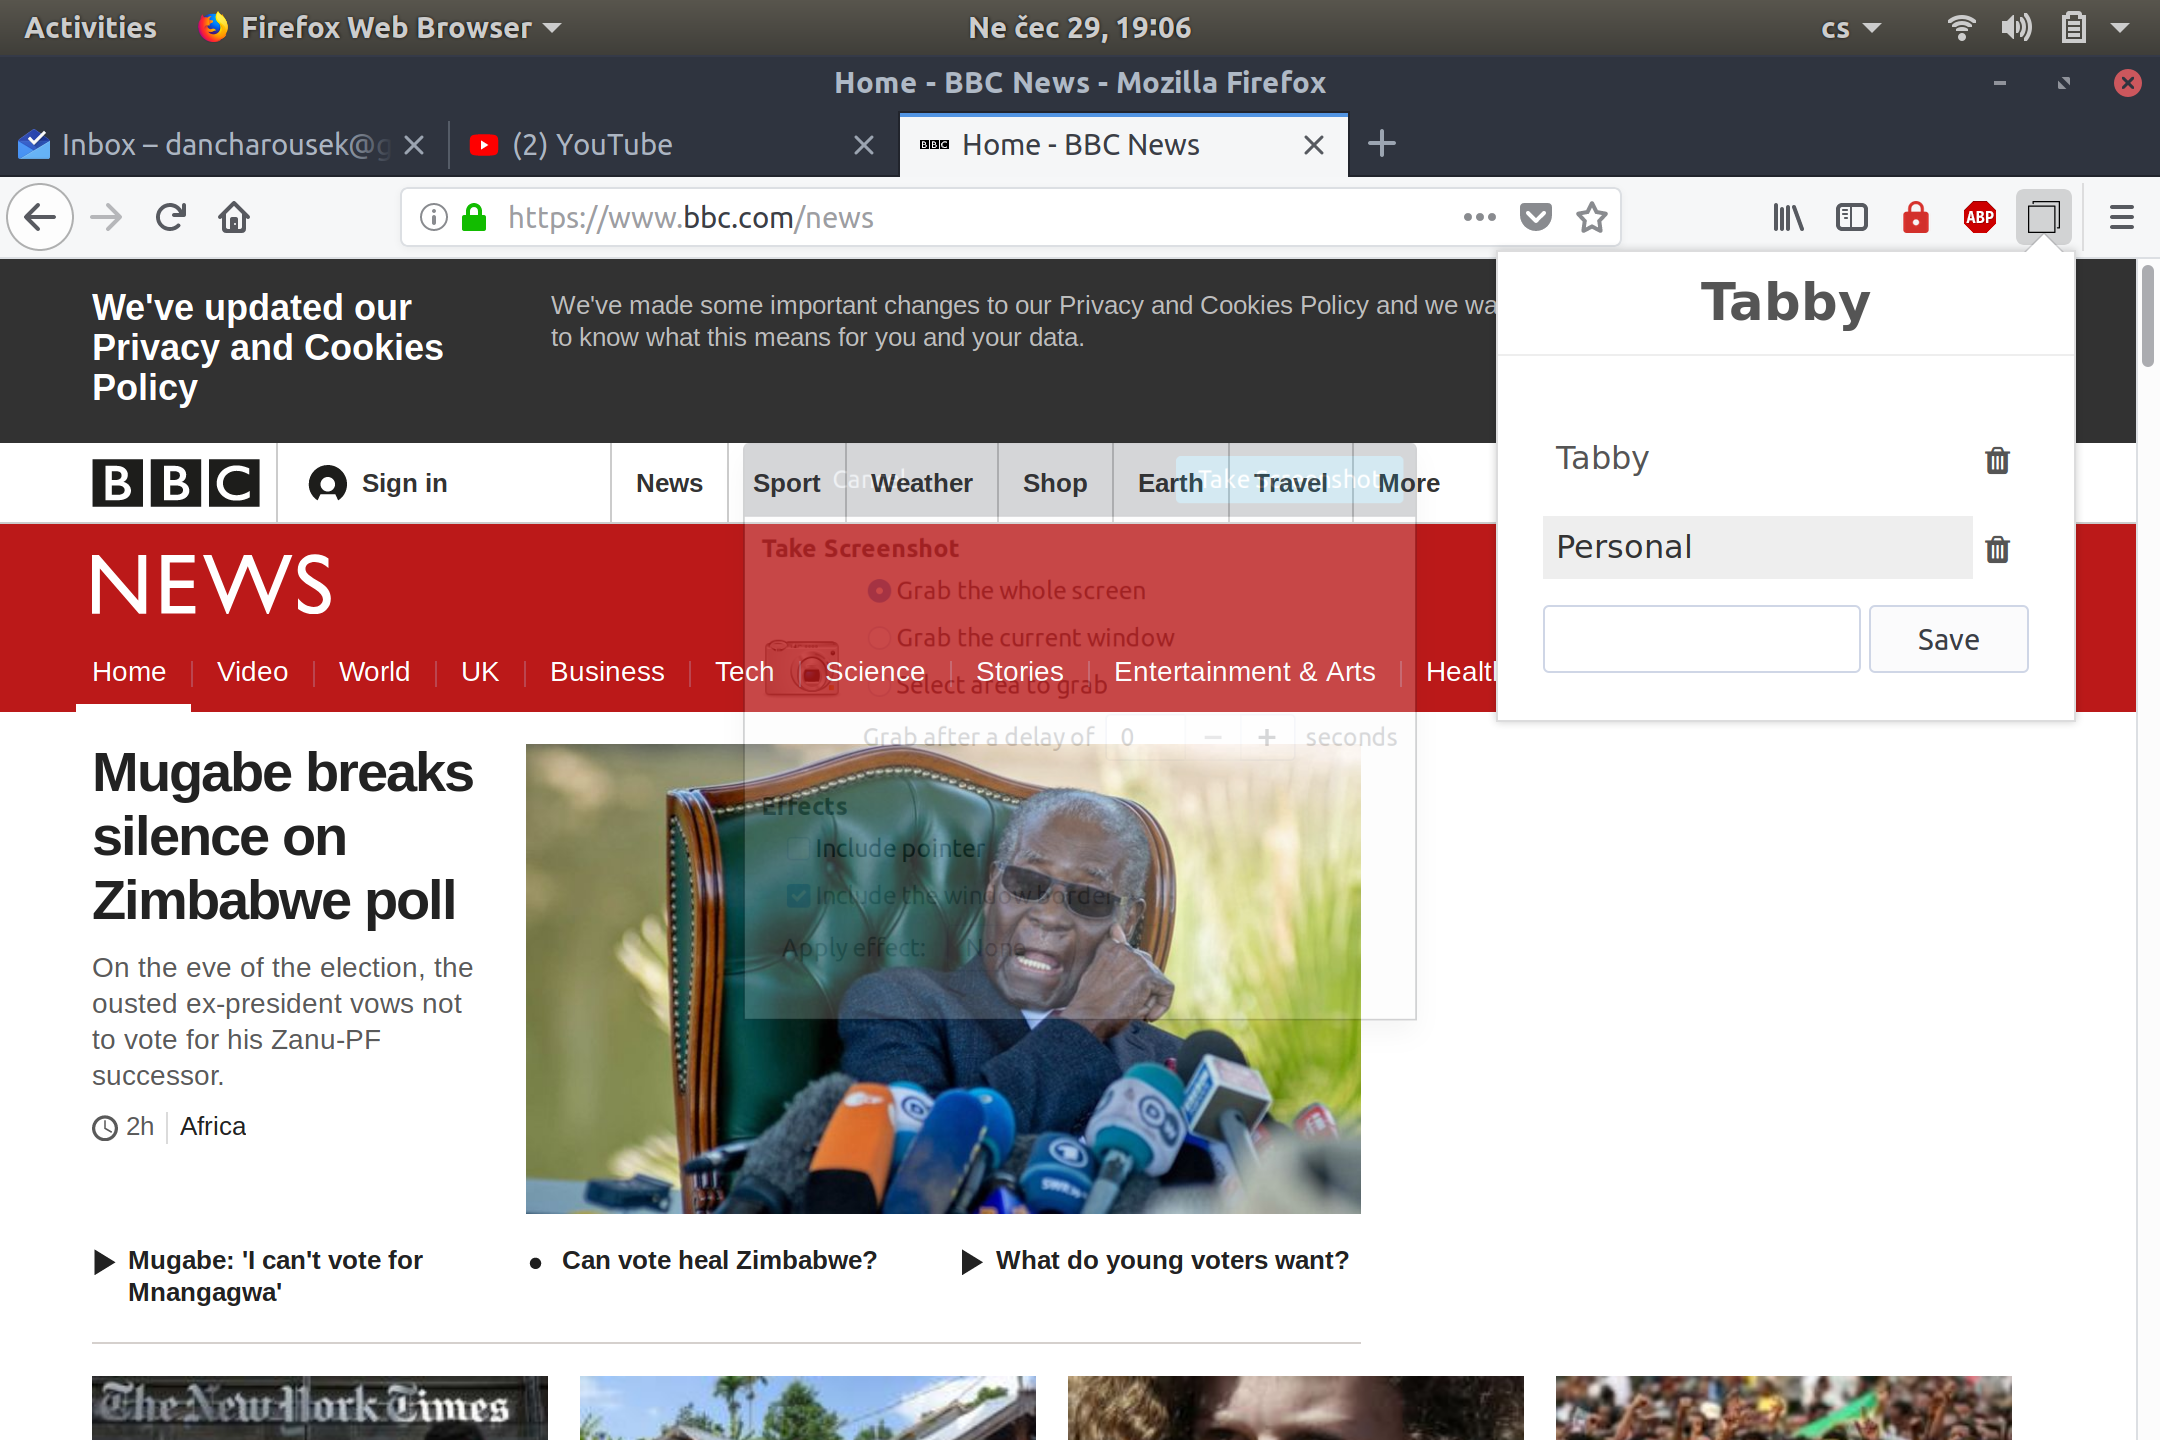 Activities
Firefox Web Browser
Ne čec 29, 19:06
cs
Home - BBC News - Mozilla Firefox
Inbox – dancharousek@g
(2) YouTube
BBC
Home - BBC News
https://www.bbc.com/news
ABP
We've updated our
Privacy and Cookies
Policy
We've made some important changes to our Privacy and Cookies Policy and we wa
to know what this means for you and your data.
Tabby
Tabby
Personal
Save
BBC
Sign in
News
Sport
Weather
Shop
Earth
Travel
More
Cancel
Take Screenshot
NEWS
Take Screenshot
Grab the whole screen
Grab the current window
Select area to grab
Grab after a delay of 0 − + seconds
Effects
Include pointer
Include the window border
Apply effect: None
Home
Video
World
UK
Business
Tech
Science
Stories
Entertainment & Arts
Health
Mugabe breaks
silence on
Zimbabwe poll
On the eve of the election, the
ousted ex-president vows not
to vote for his Zanu-PF
successor.
2h
Africa
Mugabe: 'I can't vote for
Mnangagwa'
Can vote heal Zimbabwe?
What do young voters want?
The New York Times